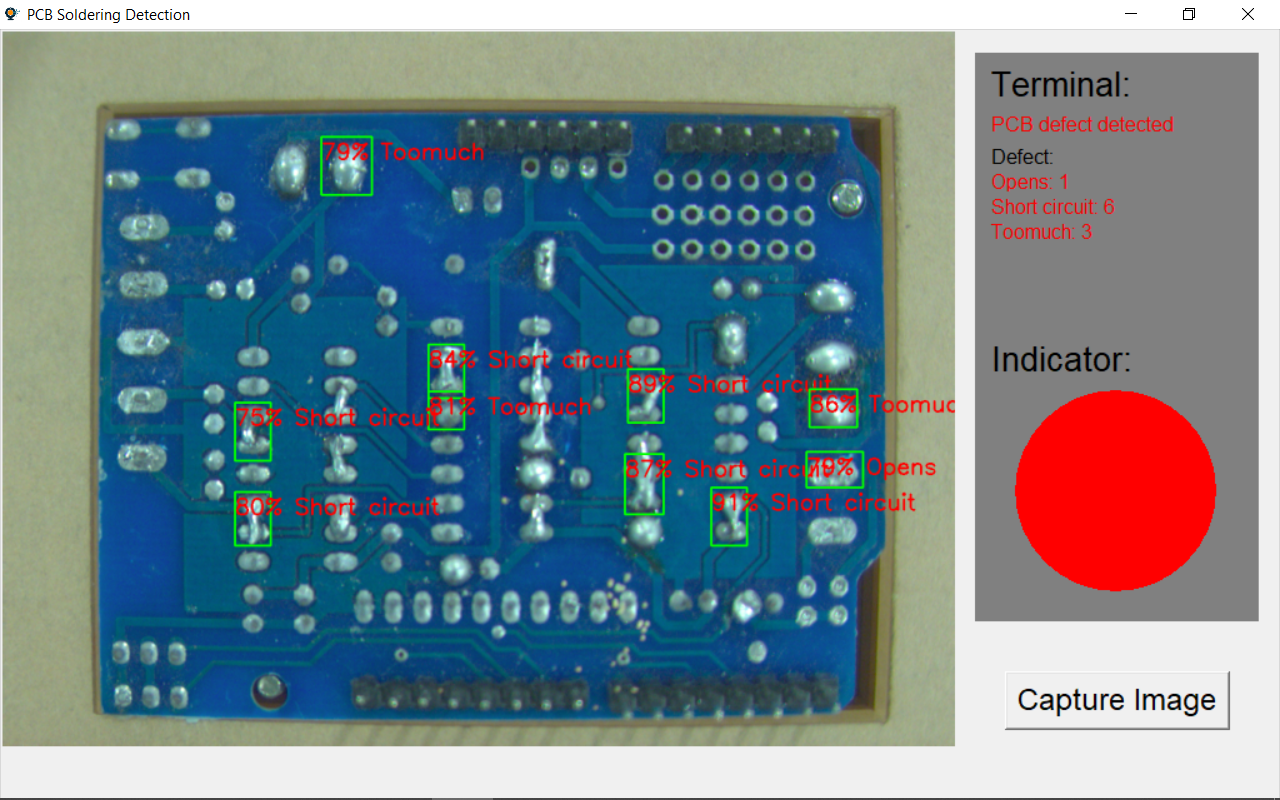 PCB Soldering Detection
79% Toomuch
84% Short circuit
81% Toomuch
75% Short circuit
80% Short circuit
89% Short circuit
86% Toomuc
87% Short circuit
79% Opens
91% Short circuit
Terminal:
PCB defect detected
Defect:
Opens: 1
Short circuit: 6
Toomuch: 3
Indicator:
Capture Image